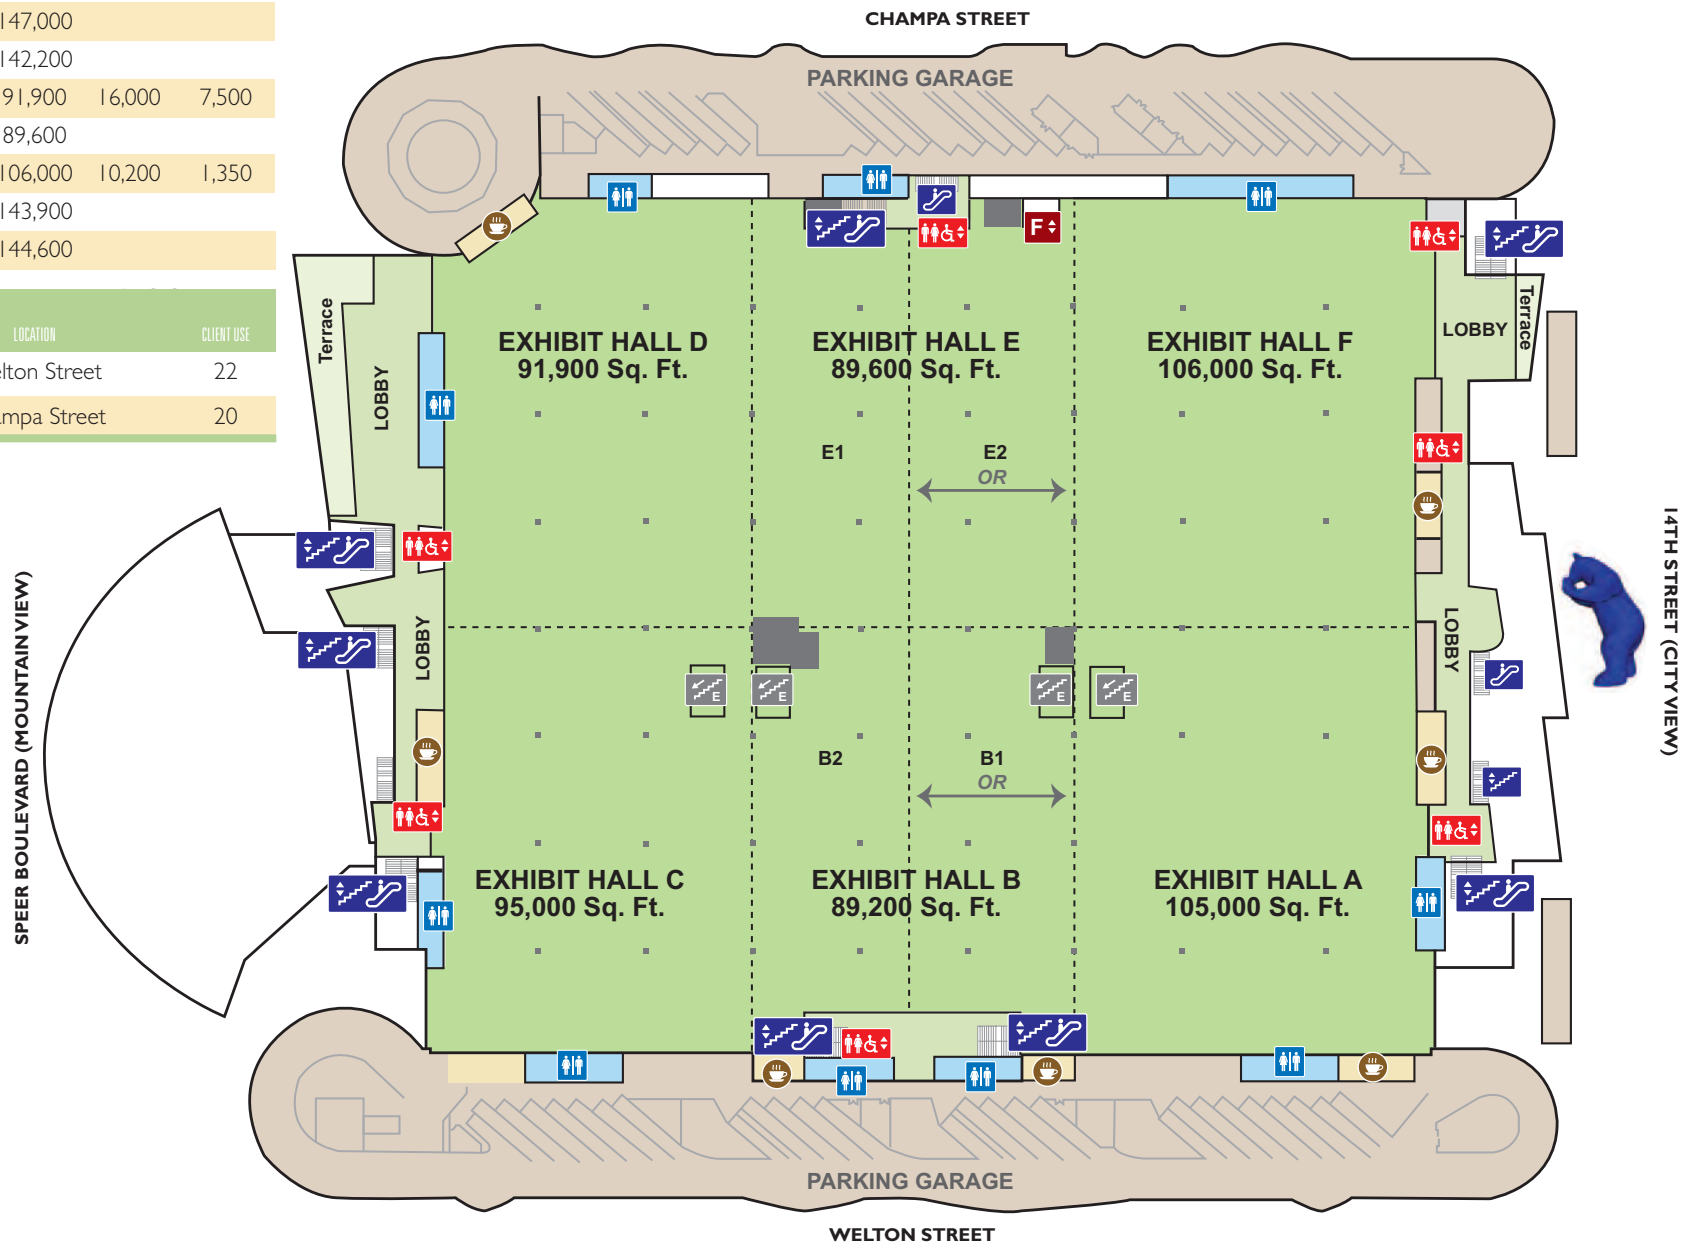 147,000
142,200
91,900 16,000 7,500
89,600
106,000 10,200 1,350
143,900
144,600
LOCATION CLIENT USE
elton Street 22
ampa Street 20
CHAMPA STREET
PARKING GARAGE
F
Terrace
LOBBY
EXHIBIT HALL D
91,900 Sq. Ft.
EXHIBIT HALL E
89,600 Sq. Ft.
EXHIBIT HALL F
106,000 Sq. Ft.
LOBBY
Terrace
E1
E2
OR
SPEER BOULEVARD (MOUNTAIN VIEW)
LOBBY
LOBBY
14TH STREET (CITY VIEW)
E
E
E
E
B2
B1
OR
EXHIBIT HALL C
95,000 Sq. Ft.
EXHIBIT HALL B
89,200 Sq. Ft.
EXHIBIT HALL A
105,000 Sq. Ft.
PARKING GARAGE
WELTON STREET